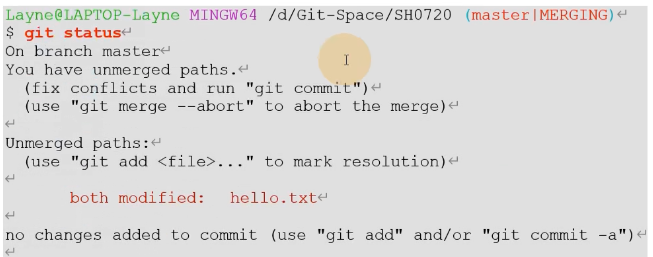 Layne@LAPTOP-Layne MINGW64 /d/Git-Space/SH0720 (master|MERGING)↵
$ git status↵
On branch master↵
You have unmerged paths.↵
  (fix conflicts and run "git commit")↵
  (use "git merge --abort" to abort the merge)↵
↵
Unmerged paths:↵
  (use "git add <file>..." to mark resolution)↵
↵
        both modified:   hello.txt↵
↵
no changes added to commit (use "git add" and/or "git commit -a")↵
↵